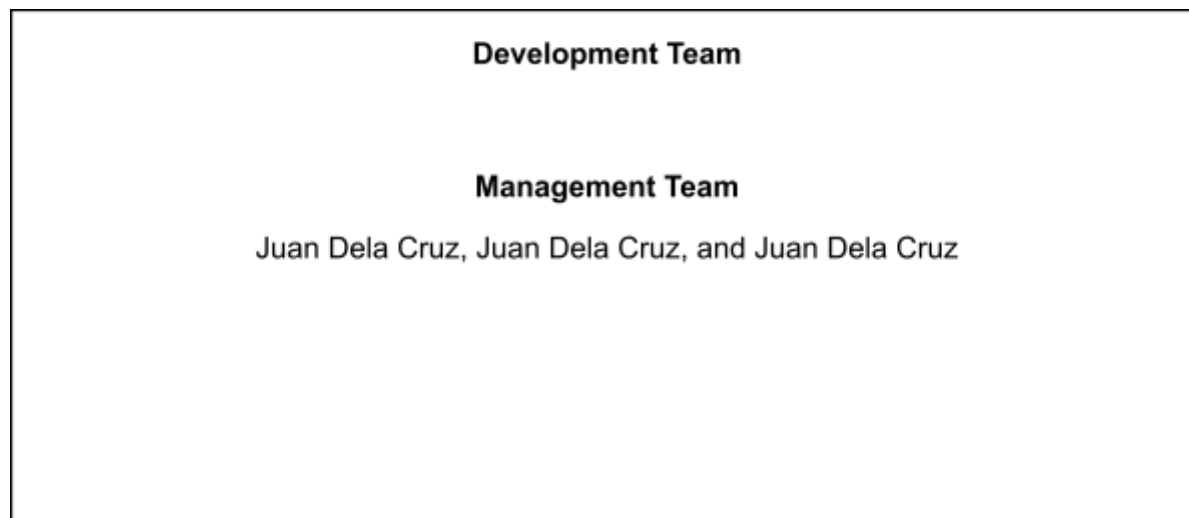 Development Team
Management Team
Juan Dela Cruz, Juan Dela Cruz, and Juan Dela Cruz